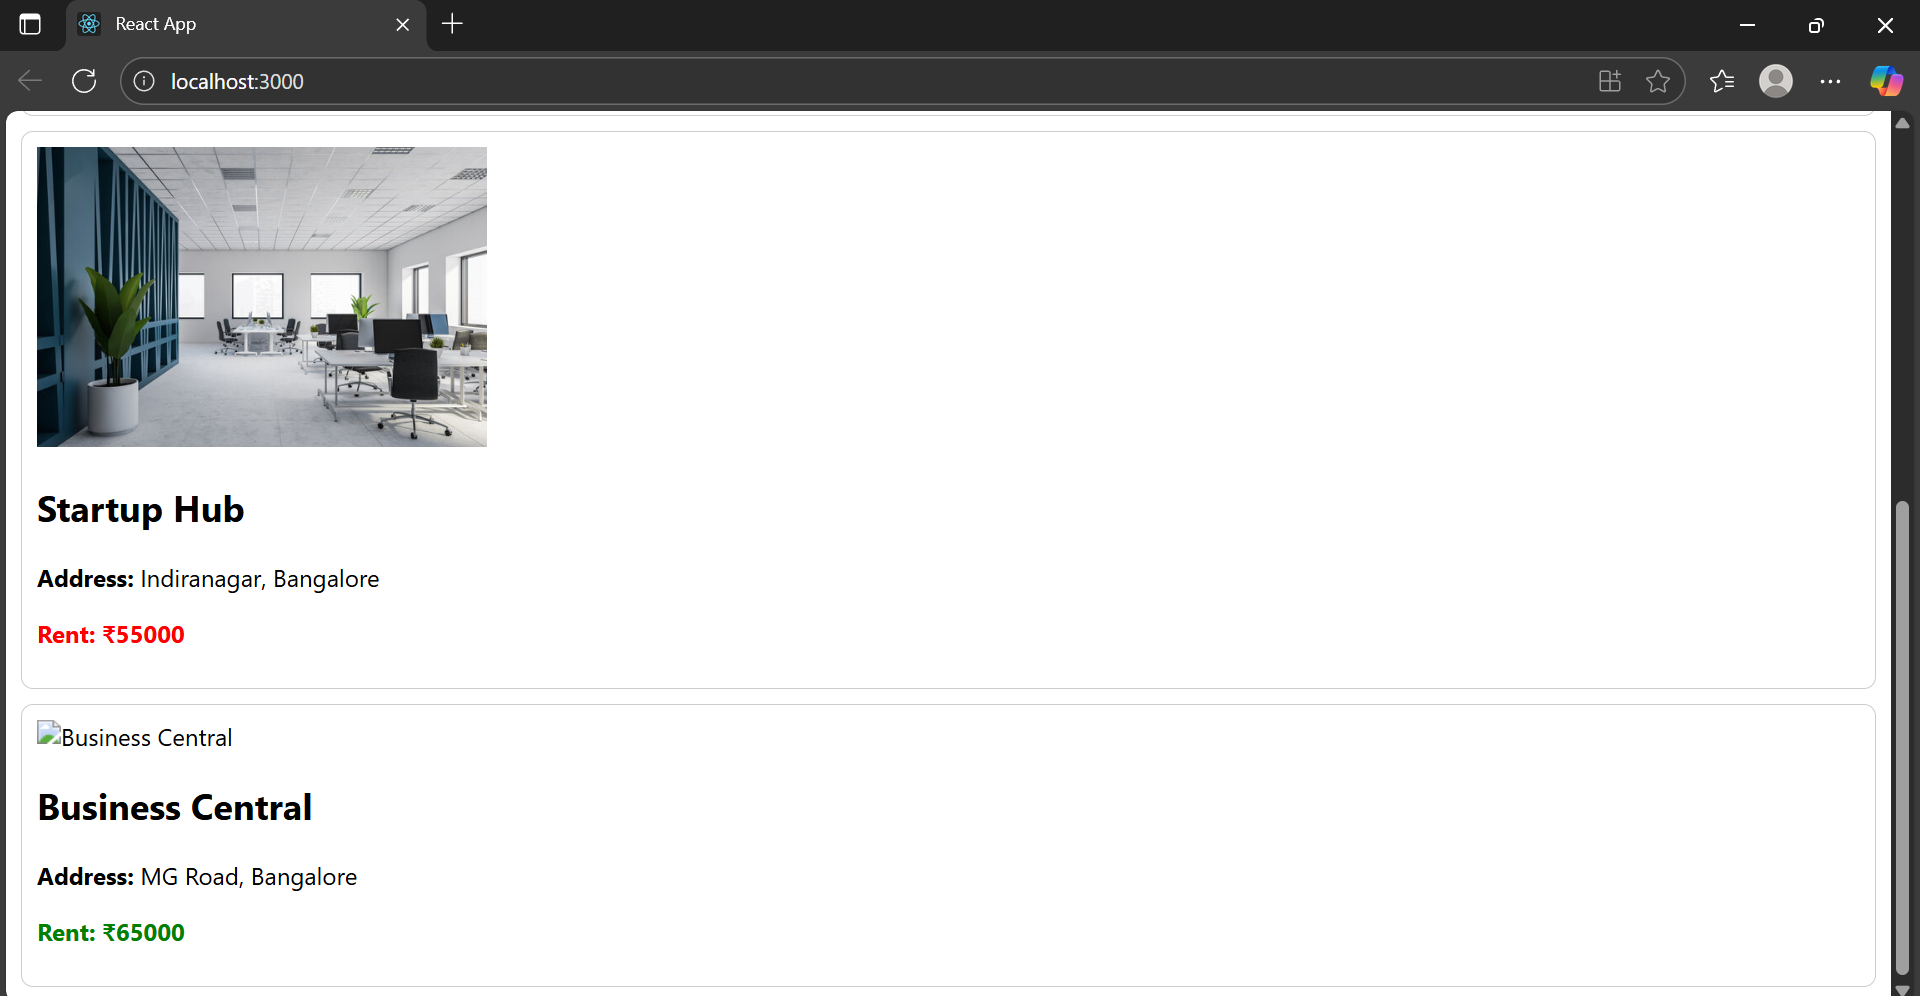 React App
localhost:3000
Startup Hub
Address: Indiranagar, Bangalore
Rent: ₹55000
Business Central
Business Central
Address: MG Road, Bangalore
Rent: ₹65000